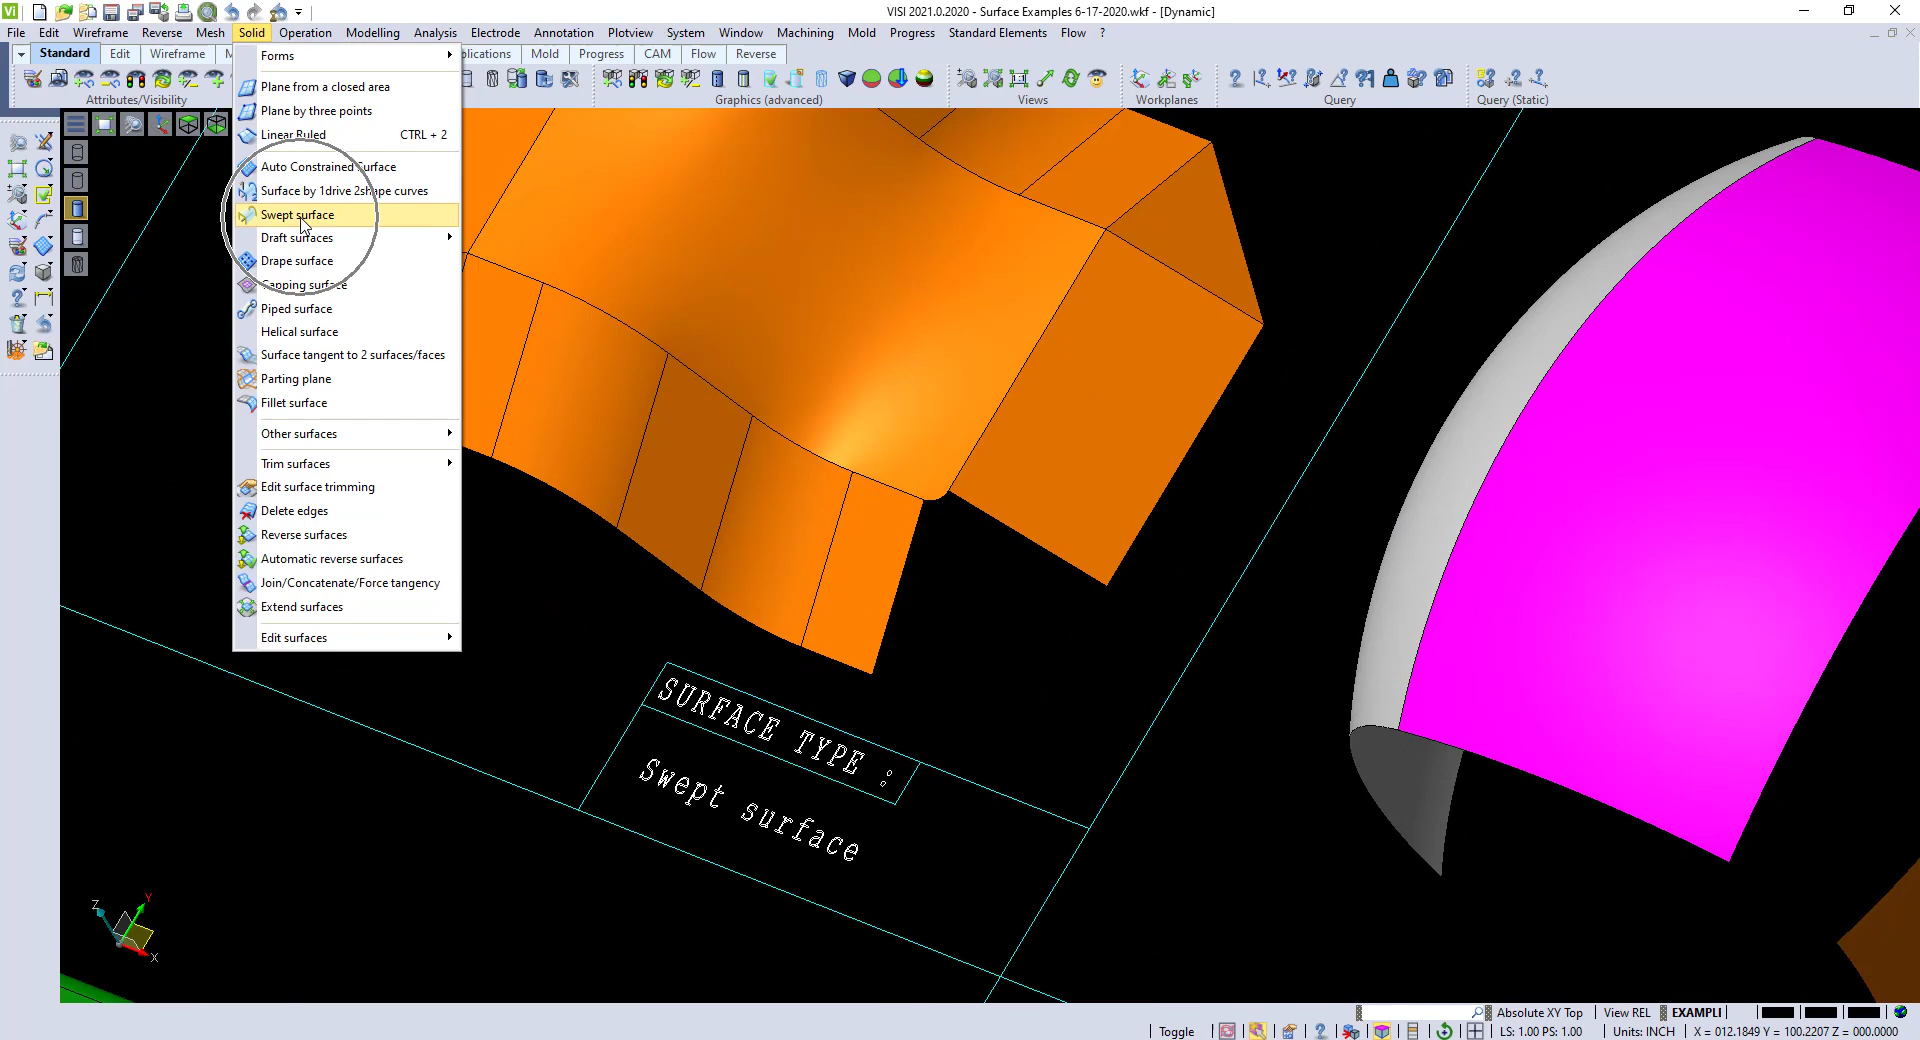 VISI 2021.0.2020 - Surface Examples 6-17-2020.wkf - [Dynamic]
File Edit Wireframe Reverse Mesh Solid Operation Modelling Analysis Electrode Annotation Plotview System Window Machining Mold Progress Standard Elements Flow ?
Standard Edit Wireframe Mold Progress CAM Flow Reverse
Attributes/Visibility Graphics (advanced) Views Workplanes Query Query (Static)
Forms
Plane from a closed area
Plane by three points
Linear Ruled CTRL + 2
Auto Constrained Surface
Surface by 1drive 2shape curves
Swept surface
Draft surfaces
Drape surface
Capping surface
Piped surface
Helical surface
Surface tangent to 2 surfaces/faces
Parting plane
Fillet surface
Other surfaces
Trim surfaces
Edit surface trimming
Delete edges
Reverse surfaces
Automatic reverse surfaces
Join/Concatenate/Force tangency
Extend surfaces
Edit surfaces
SURFACE TYPE :
Swept surface
Z Y X
Absolute XY Top View REL EXAMPLI
Toggle LS: 1.00 PS: 1.00 Units: INCH X = 012.1849 Y = 100.2207 Z = 000.0000